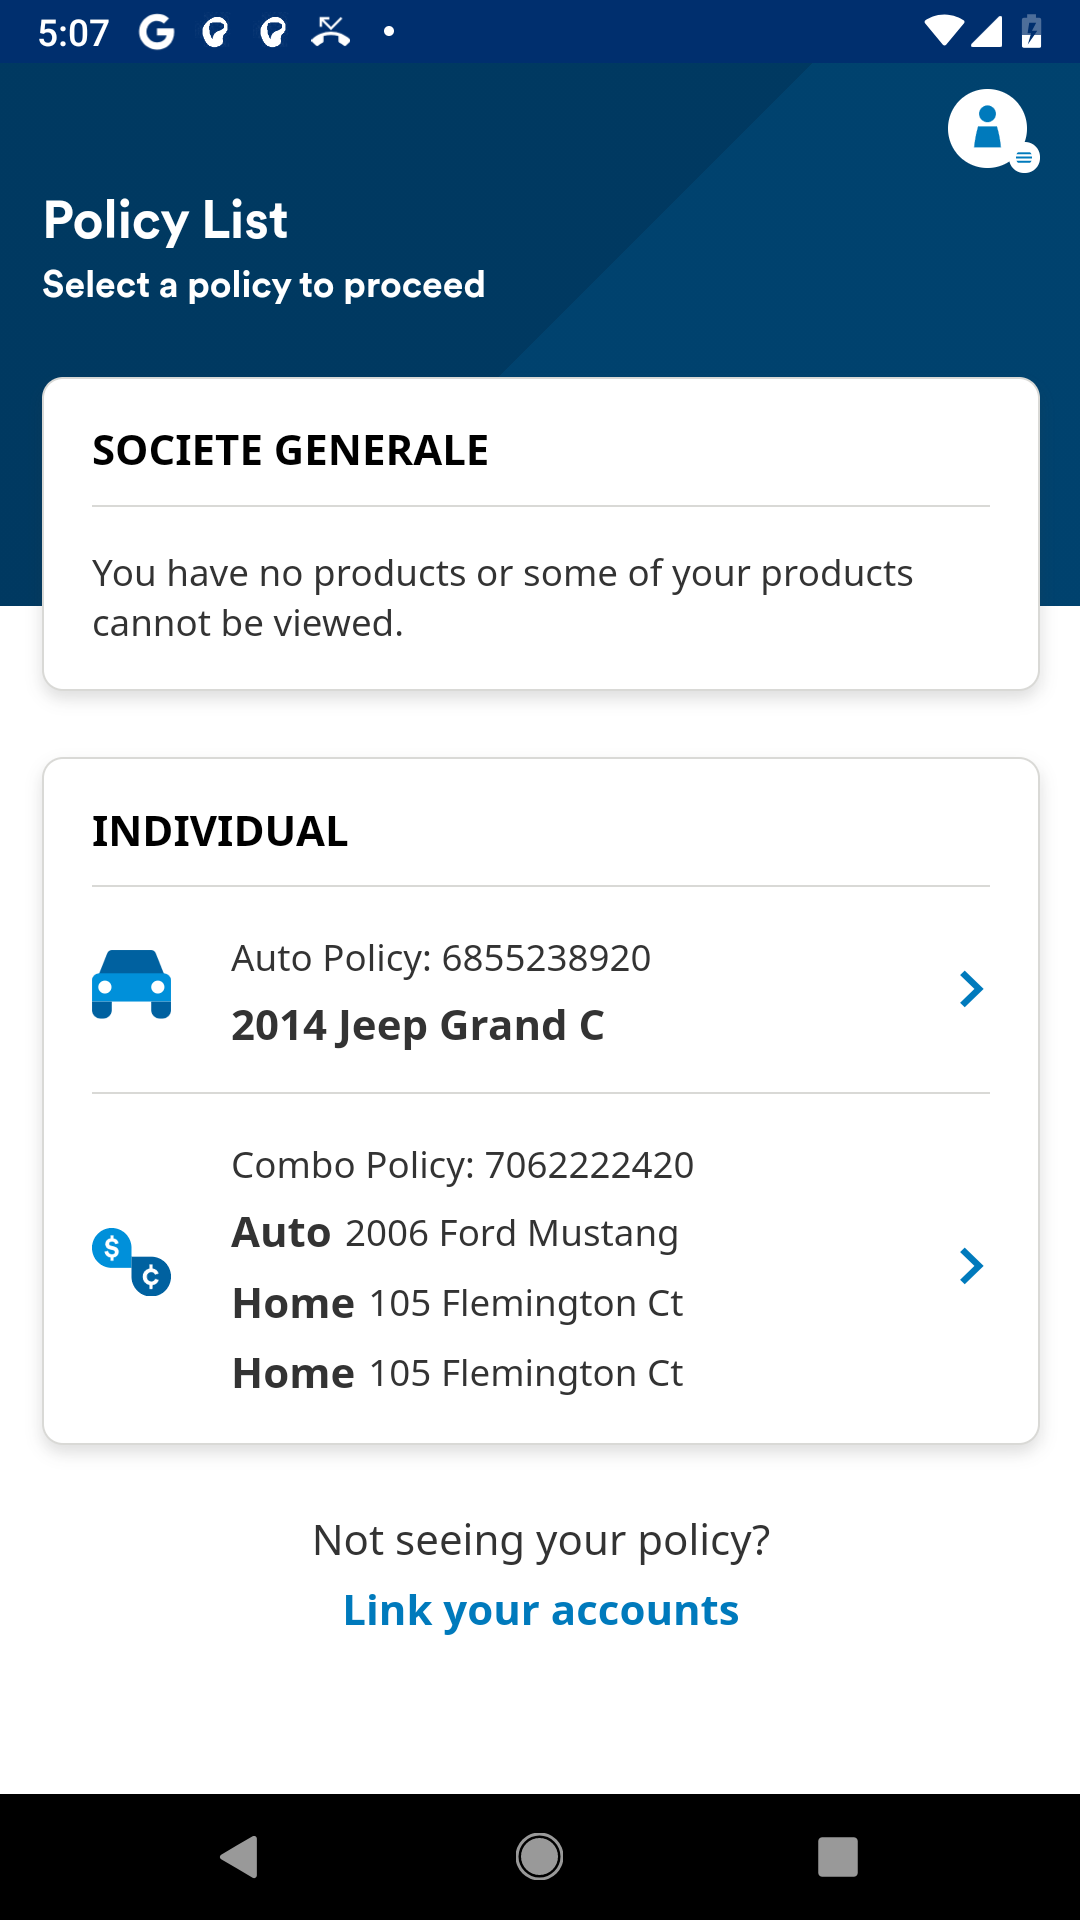 5:07
Policy List
Select a policy to proceed
SOCIETE GENERALE
You have no products or some of your products
cannot be viewed.
INDIVIDUAL
Auto Policy: 6855238920
2014 Jeep Grand C
Combo Policy: 7062222420
Auto 2006 Ford Mustang
Home 105 Flemington Ct
Home 105 Flemington Ct
Not seeing your policy?
Link your accounts